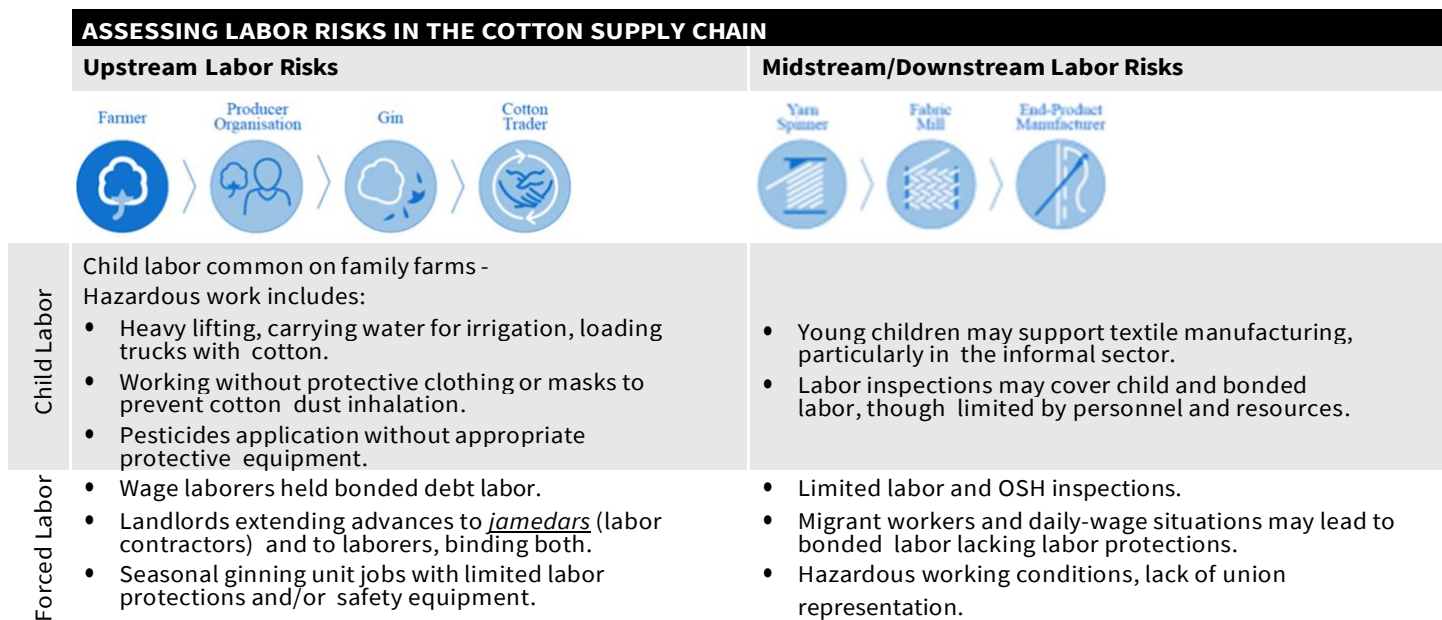 ASSESSING LABOR RISKS IN THE COTTON SUPPLY CHAIN
Upstream Labor Risks
Midstream/Downstream Labor Risks
Farmer
Producer
Organisation
Gin
Cotton
Trader
Yarn
Spinner
Fabric
Mill
End-Product
Manufacturer
Child Labor
Child labor common on family farms -
Hazardous work includes:
• Heavy lifting, carrying water for irrigation, loading
trucks with cotton.
• Working without protective clothing or masks to
prevent cotton dust inhalation.
• Pesticides application without appropriate
protective equipment.
• Young children may support textile manufacturing,
particularly in the informal sector.
• Labor inspections may cover child and bonded
labor, though limited by personnel and resources.
Forced Labor
• Wage laborers held bonded debt labor.
• Landlords extending advances to jamedars (labor
contractors) and to laborers, binding both.
• Seasonal ginning unit jobs with limited labor
protections and/or safety equipment.
• Limited labor and OSH inspections.
• Migrant workers and daily-wage situations may lead to
bonded labor lacking labor protections.
• Hazardous working conditions, lack of union
representation.